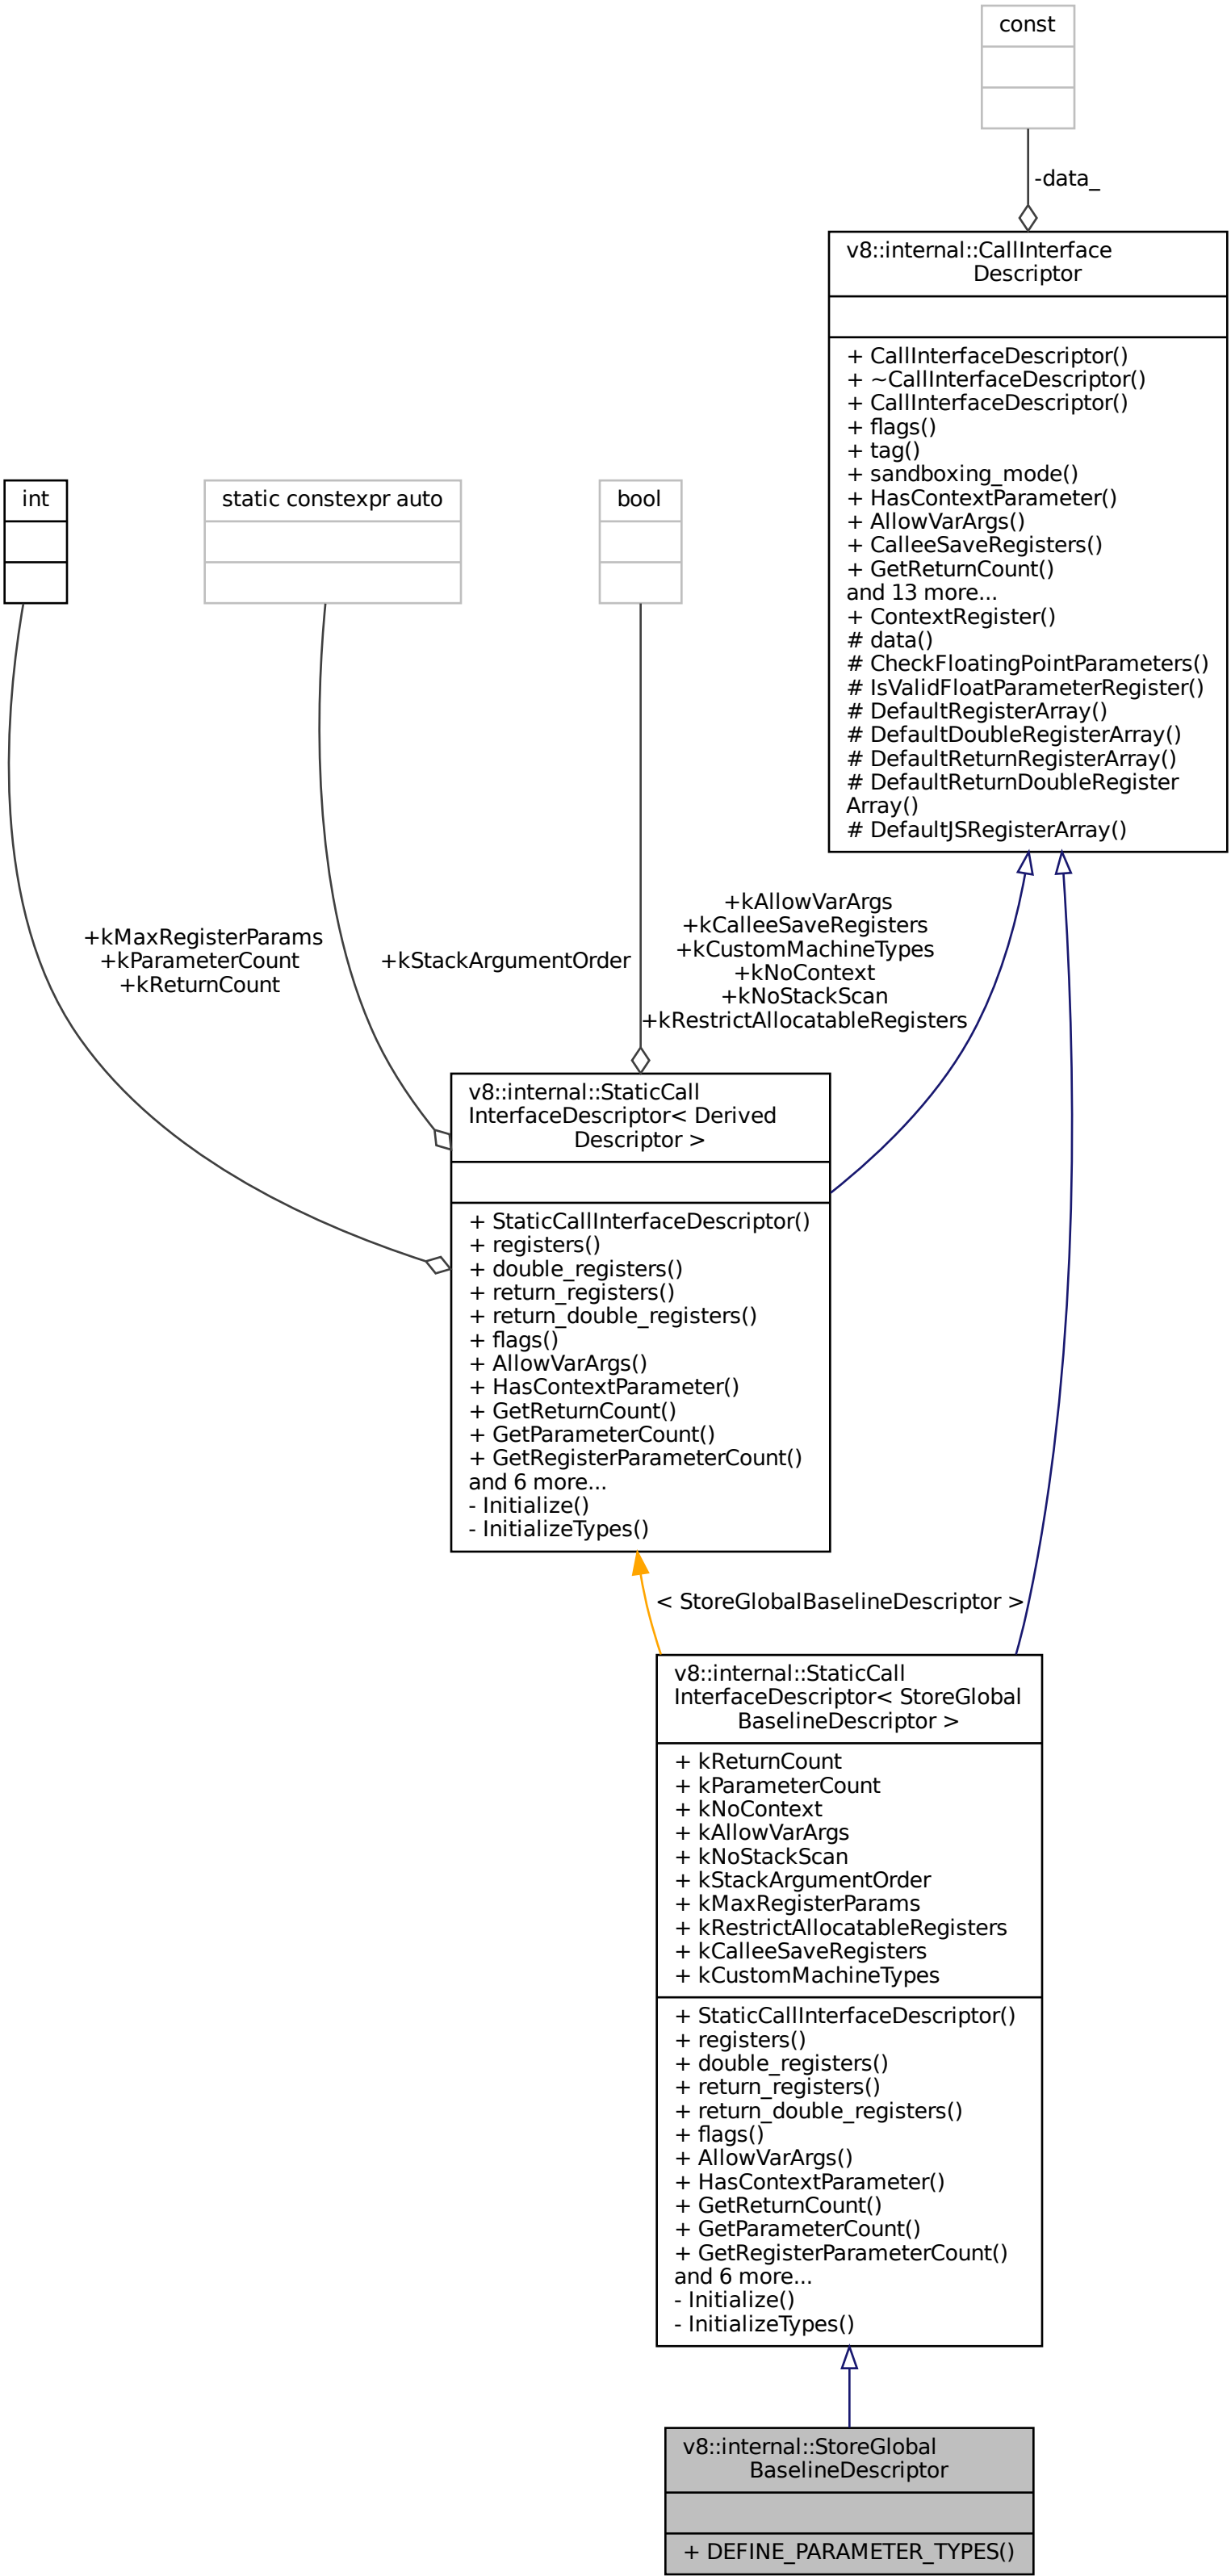 const
-data_
v8::internal::CallInterface
Descriptor
+ CallInterfaceDescriptor()
+ ~CallInterfaceDescriptor()
+ CallInterfaceDescriptor()
+ flags()
+ tag()
+ sandboxing_mode()
+ HasContextParameter()
+ AllowVarArgs()
+ CalleeSaveRegisters()
+ GetReturnCount()
and 13 more...
+ ContextRegister()
# data()
# CheckFloatingPointParameters()
# IsValidFloatParameterRegister()
# DefaultRegisterArray()
# DefaultDoubleRegisterArray()
# DefaultReturnRegisterArray()
# DefaultReturnDoubleRegister
Array()
# DefaultJSRegisterArray()
int
static constexpr auto
bool
+kMaxRegisterParams
+kParameterCount
+kReturnCount
+kStackArgumentOrder
+kAllowVarArgs
+kCalleeSaveRegisters
+kCustomMachineTypes
+kNoContext
+kNoStackScan
+kRestrictAllocatableRegisters
v8::internal::StaticCall
InterfaceDescriptor< Derived
Descriptor >
+ StaticCallInterfaceDescriptor()
+ registers()
+ double_registers()
+ return_registers()
+ return_double_registers()
+ flags()
+ AllowVarArgs()
+ HasContextParameter()
+ GetReturnCount()
+ GetParameterCount()
+ GetRegisterParameterCount()
and 6 more...
- Initialize()
- InitializeTypes()
< StoreGlobalBaselineDescriptor >
v8::internal::StaticCall
InterfaceDescriptor< StoreGlobal
BaselineDescriptor >
+ kReturnCount
+ kParameterCount
+ kNoContext
+ kAllowVarArgs
+ kNoStackScan
+ kStackArgumentOrder
+ kMaxRegisterParams
+ kRestrictAllocatableRegisters
+ kCalleeSaveRegisters
+ kCustomMachineTypes
+ StaticCallInterfaceDescriptor()
+ registers()
+ double_registers()
+ return_registers()
+ return_double_registers()
+ flags()
+ AllowVarArgs()
+ HasContextParameter()
+ GetReturnCount()
+ GetParameterCount()
+ GetRegisterParameterCount()
and 6 more...
- Initialize()
- InitializeTypes()
v8::internal::StoreGlobal
BaselineDescriptor
+ DEFINE_PARAMETER_TYPES()